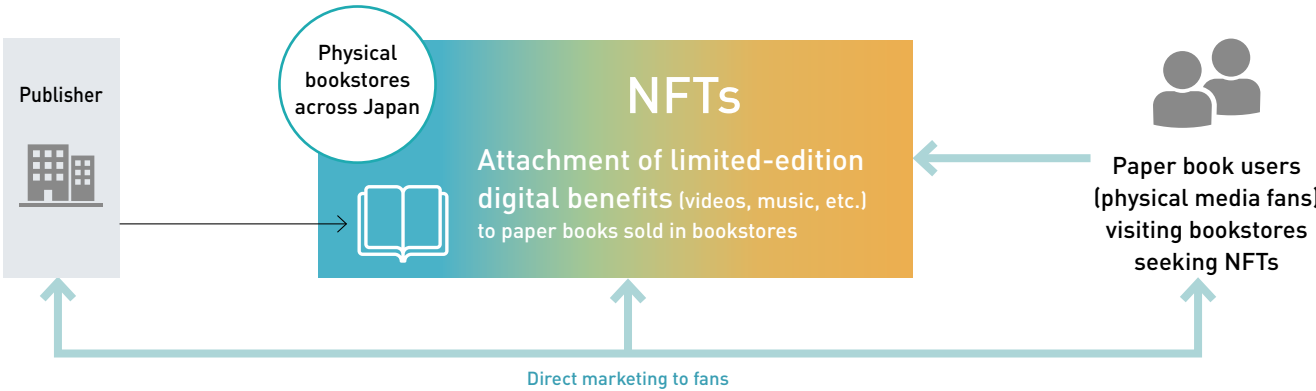 Publisher
Physical
bookstores
across Japan
NFTs
Attachment of limited-edition
digital benefits (videos, music, etc.)
to paper books sold in bookstores
Paper book users
(physical media fans)
visiting bookstores
seeking NFTs
Direct marketing to fans